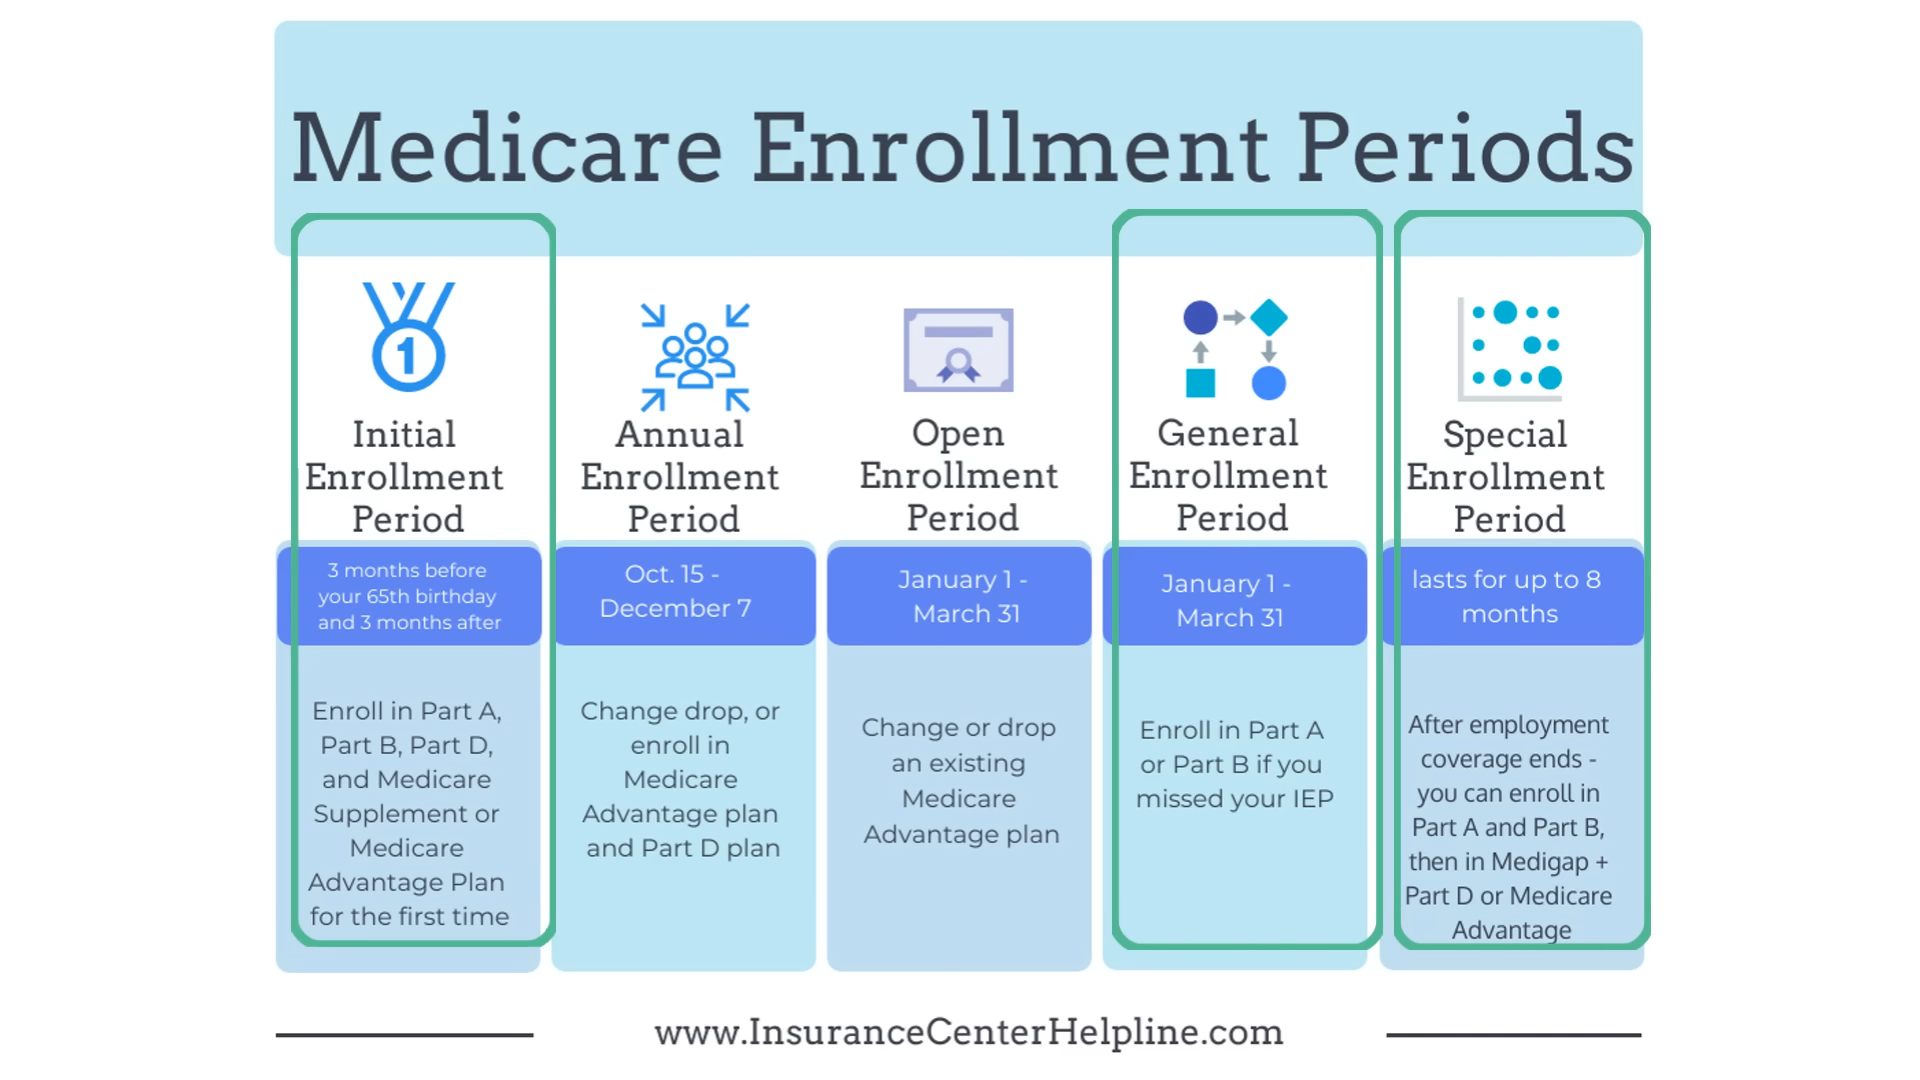 Medicare Enrollment Periods
1
Initial
Enrollment
Period
3 months before
your 65th birthday
and 3 months after
Enroll in Part A,
Part B, Part D,
and Medicare
Supplement or
Medicare
Advantage Plan
for the first time
Annual
Enrollment
Period
Oct. 15 -
December 7
Change drop, or
enroll in
Medicare
Advantage plan
and Part D plan
Open
Enrollment
Period
January 1 -
March 31
Change or drop
an existing
Medicare
Advantage plan
General
Enrollment
Period
January 1 -
March 31
Enroll in Part A
or Part B if you
missed your IEP
Special
Enrollment
Period
lasts for up to 8
months
After employment
coverage ends -
you can enroll in
Part A and Part B,
then in Medigap +
Part D or Medicare
Advantage
www.InsuranceCenterHelpline.com